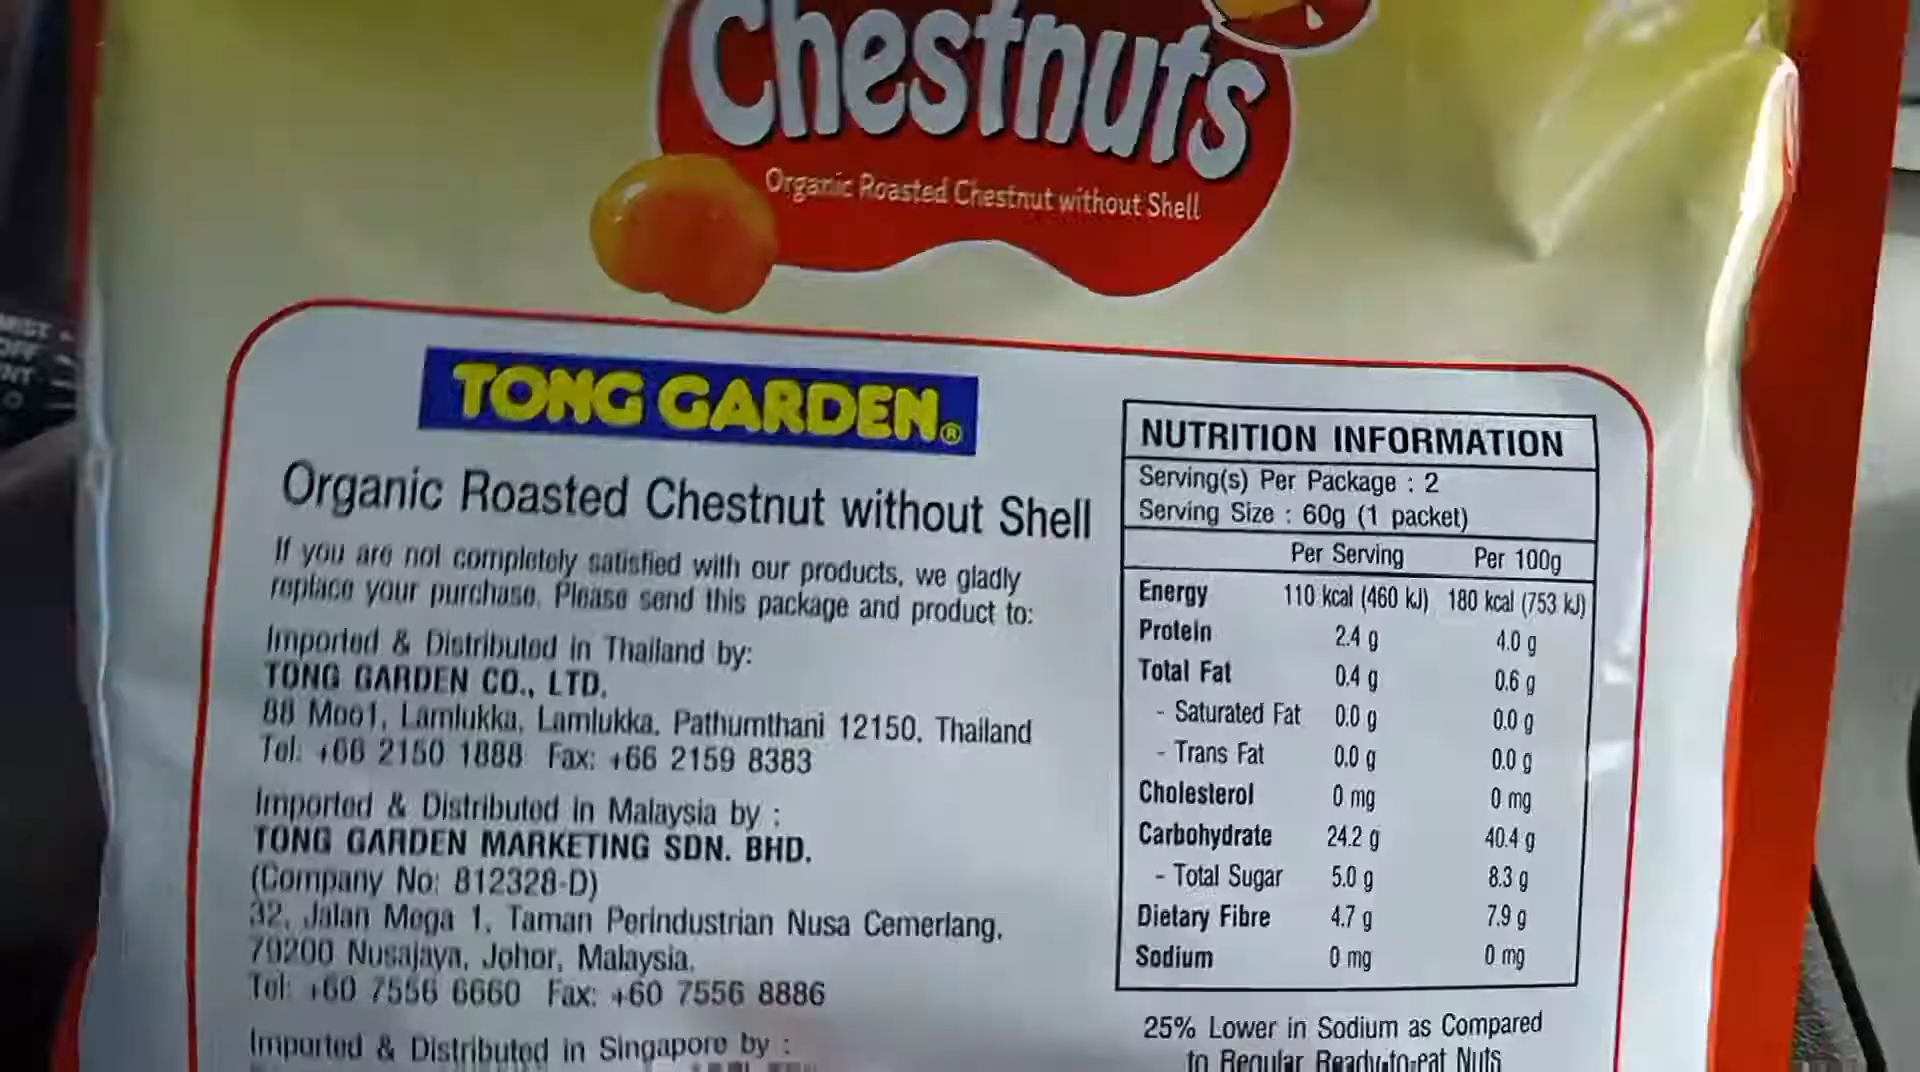 Chestnuts
Organic Roasted Chestnut without Shell
TONG GARDEN®
Organic Roasted Chestnut without Shell
If you are not completely satisfied with our products, we gladly
replace your purchase. Please send this package and product to:
Imported & Distributed in Thailand by:
TONG GARDEN CO., LTD.
88 Moo1, Lamlukka, Lamlukka, Pathumthani 12150, Thailand
Tel: +66 2150 1888 Fax: +66 2159 8383
Imported & Distributed in Malaysia by :
TONG GARDEN MARKETING SDN. BHD.
(Company No: 812328-D)
32, Jalan Mega 1, Taman Perindustrian Nusa Cemerlang,
79200 Nusajaya, Johor, Malaysia.
Tel: +60 7556 6660 Fax: +60 7556 8886
Imported & Distributed in Singapore by :
NUTRITION INFORMATION
Serving(s) Per Package : 2
Serving Size : 60g (1 packet)
Per Serving Per 100g
Energy 110 kcal (460 kJ) 180 kcal (753 kJ)
Protein 2.4 g 4.0 g
Total Fat 0.4 g 0.6 g
- Saturated Fat 0.0 g 0.0 g
- Trans Fat 0.0 g 0.0 g
Cholesterol 0 mg 0 mg
Carbohydrate 24.2 g 40.4 g
- Total Sugar 5.0 g 8.3 g
Dietary Fibre 4.7 g 7.9 g
Sodium 0 mg 0 mg
25% Lower in Sodium as Compared
to Regular Ready-to-eat Nuts
OFF